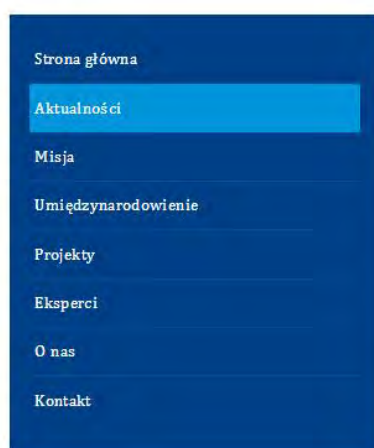 Strona główna
Aktualności
Misja
Umiędzynarodowienie
Projekty
Eksperci
O nas
Kontakt